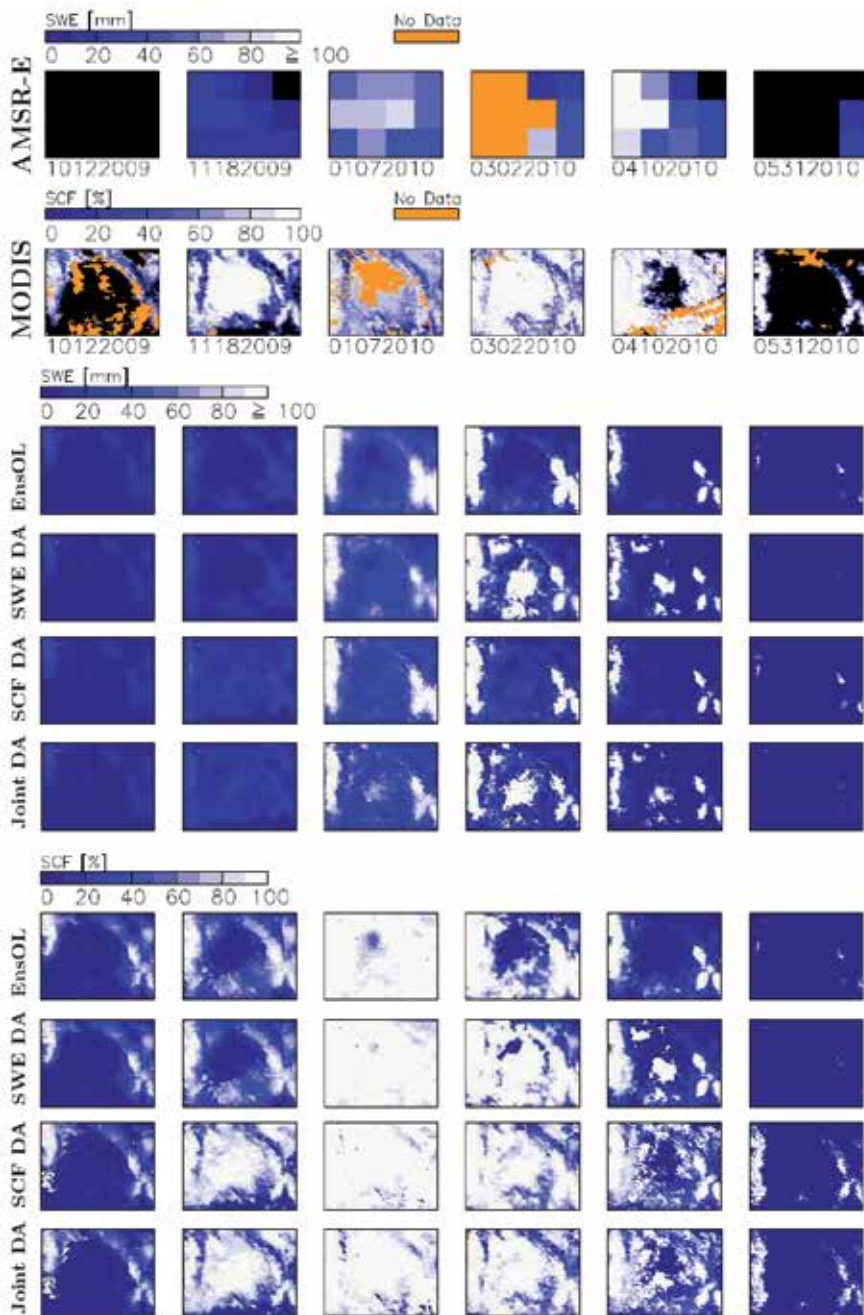 SWE [mm]
No Data
0 20 40 60 80 ≥ 100
AMSR-E
10122009 11182009 01072010 03022010 04102010 05312010
SCF [%]
No Data
0 20 40 60 80 100
MODIS
10122009 11182009 01072010 03022010 04102010 05312010
SWE [mm]
0 20 40 60 80 ≥ 100
EnsOL
SWE DA
SCF DA
Joint DA
SCF [%]
0 20 40 60 80 100
EnsOL
SWE DA
SCF DA
Joint DA